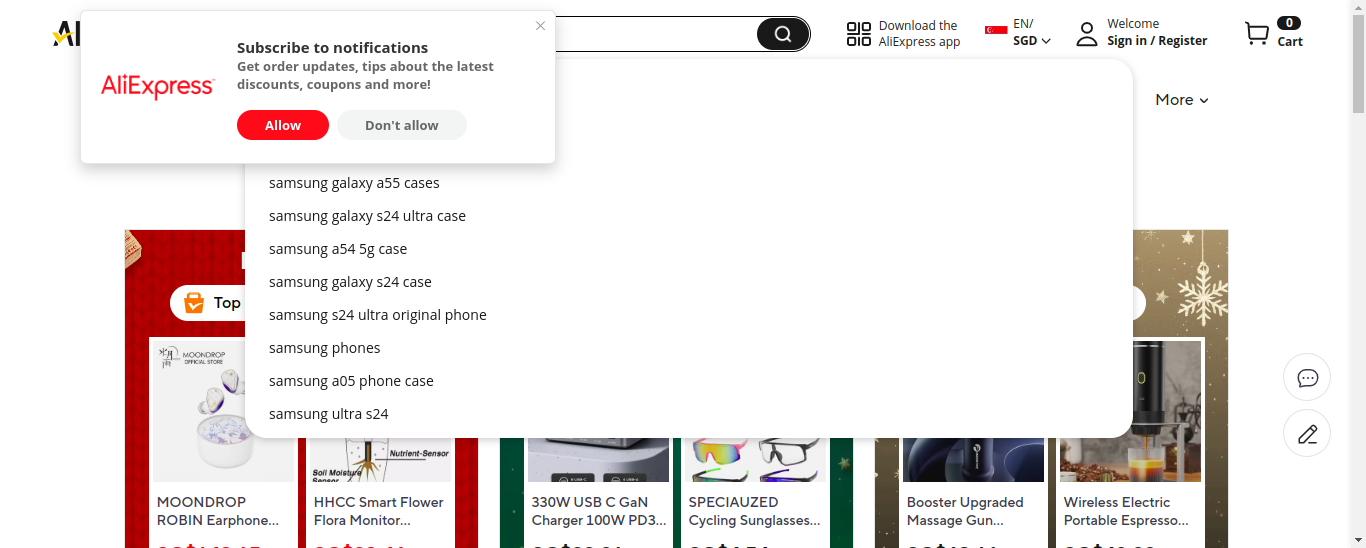 Al
AliExpress
Subscribe to notifications
Get order updates, tips about the latest
discounts, coupons and more!
Allow
Don't allow
Download the
AliExpress app
EN/
SGD
Welcome
Sign in / Register
0
Cart
More
samsung galaxy a55 cases
samsung galaxy s24 ultra case
samsung a54 5g case
samsung galaxy s24 case
samsung s24 ultra original phone
samsung phones
samsung a05 phone case
samsung ultra s24
Top
MOONDROP
OFFICIAL STORE
Nutrient-Sensor
Soil Moisture
Sensor
MOONDROP
ROBIN Earphone...
HHCC Smart Flower
Flora Monitor...
330W USB C GaN
Charger 100W PD3...
SPECIAUZED
Cycling Sunglasses...
Booster Upgraded
Massage Gun...
Wireless Electric
Portable Espresso...